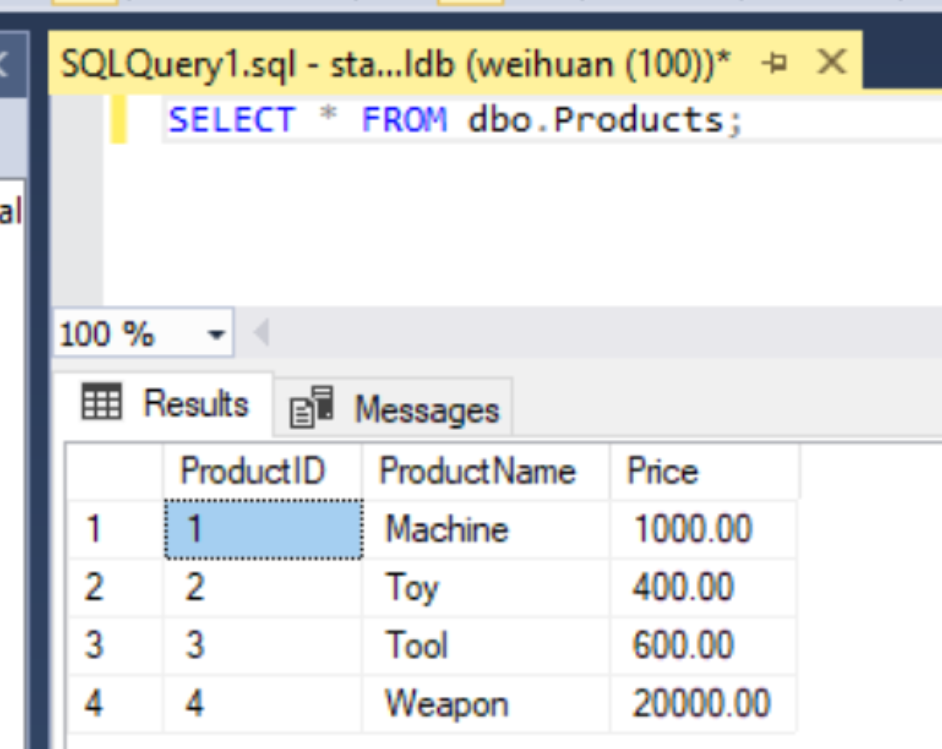 SQLQuery1.sql - sta...ldb (weihuan (100))*
SELECT * FROM dbo.Products;
al
100 %
Results Messages
ProductID ProductName Price
1 1 Machine 1000.00
2 2 Toy 400.00
3 3 Tool 600.00
4 4 Weapon 20000.00